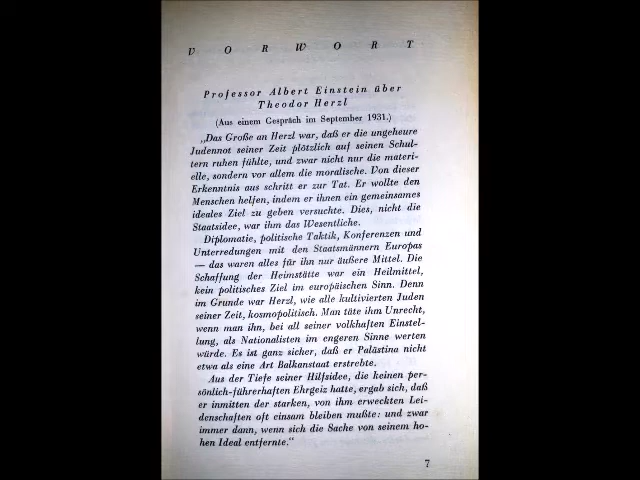 VORWORT
Professor Albert Einstein über
Theodor Herzl
(Aus einem Gespräch im September 1931.)
„Das Große an Herzl war, daß er die ungeheure
Judennot seiner Zeit plötzlich auf seinen Schul-
tern ruhen fühlte, und zwar nicht nur die materi-
elle, sondern vor allem die moralische. Von dieser
Erkenntnis aus schritt er zur Tat. Er wollte den
Menschen helfen, indem er ihnen ein gemeinsames
ideales Ziel zu geben versuchte. Dies, nicht die
Staatsidee, war ihm das Wesentliche.
Diplomatie, politische Taktik, Konferenzen und
Unterredungen mit den Staatsmännern Europas
— das waren alles für ihn nur äußere Mittel. Die
Schaffung der Heimstätte war ein Heilmittel,
kein politisches Ziel im europäischen Sinn. Denn
im Grunde war Herzl, wie alle kultivierten Juden
seiner Zeit, kosmopolitisch. Man täte ihm Unrecht,
wenn man ihn, bei all seiner volkhaften Einstel-
lung, als Nationalisten im engeren Sinne werten
würde. Es ist ganz sicher, daß er Palästina nicht
etwa als eine Art Balkanstaat erstrebte.
Aus der Tiefe seiner Hilfsidee, die keinen per-
sönlich-führerhaften Ehrgeiz hatte, ergab sich, daß
er inmitten der starken, von ihm erweckten Lei-
denschaften oft einsam bleiben mußte: und zwar
immer dann, wenn sich die Sache von seinem ho-
hen Ideal entfernte.“
7